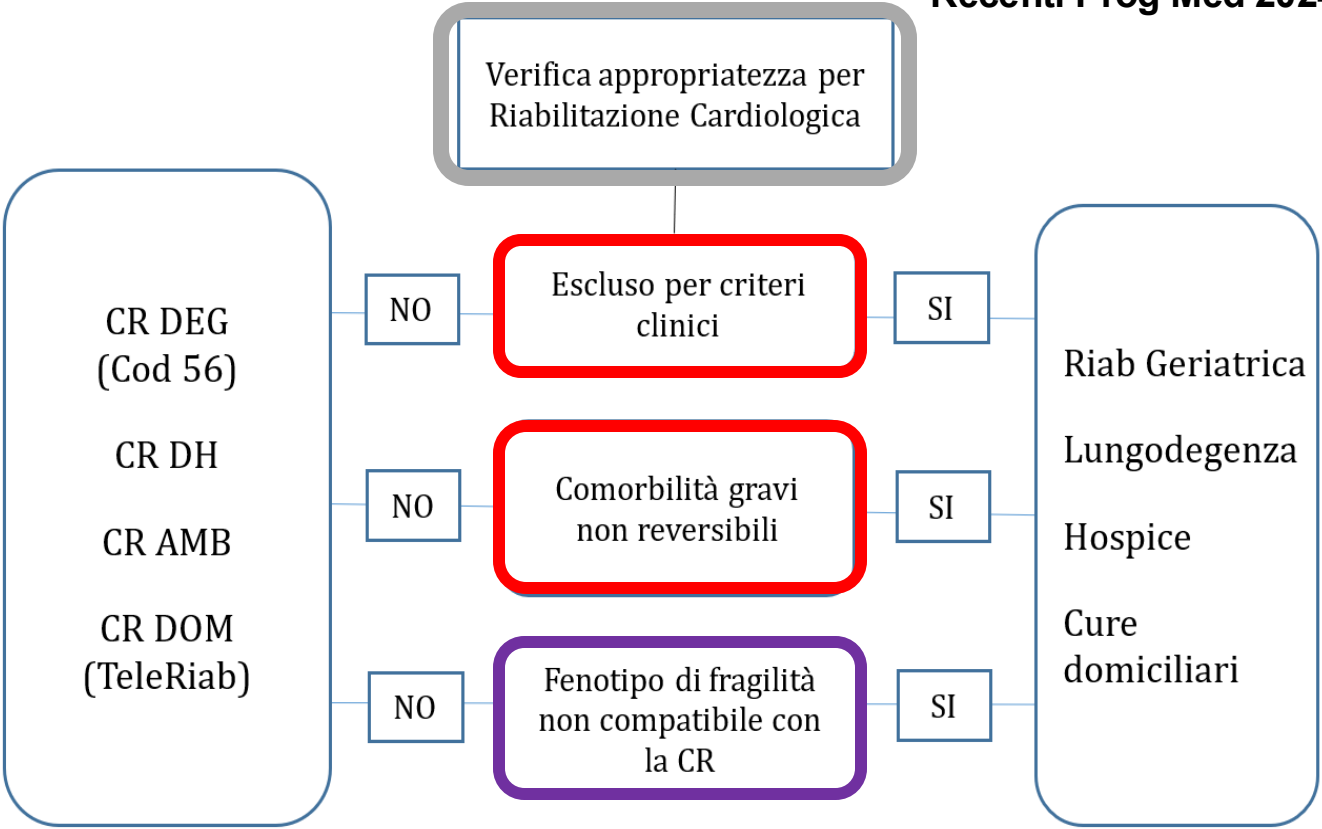 Verifica appropriatezza per
Riabilitazione Cardiologica
CR DEG
(Cod 56)
CR DH
CR AMB
CR DOM
(TeleRiab)
NO
Escluso per criteri
clinici
SI
NO
Comorbilità gravi
non reversibili
SI
NO
Fenotipo di fragilità
non compatibile con
la CR
SI
Riab Geriatrica
Lungodegenza
Hospice
Cure
domiciliari